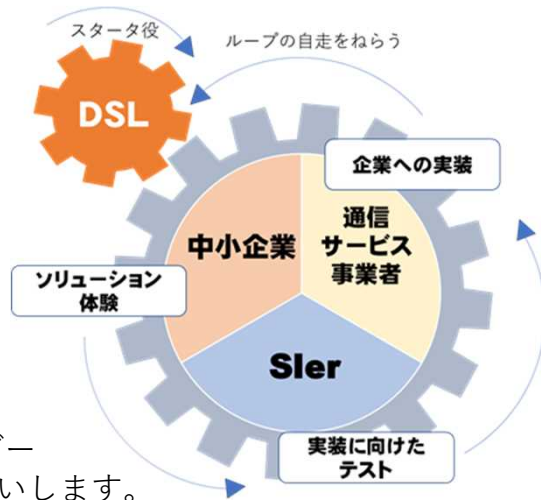 スタータ役
ループの自走をねらう
DSL
企業への実装
中小企業
通信
サービス
事業者
ソリューション
体験
SIer
実装に向けた
テスト
ー
いします。